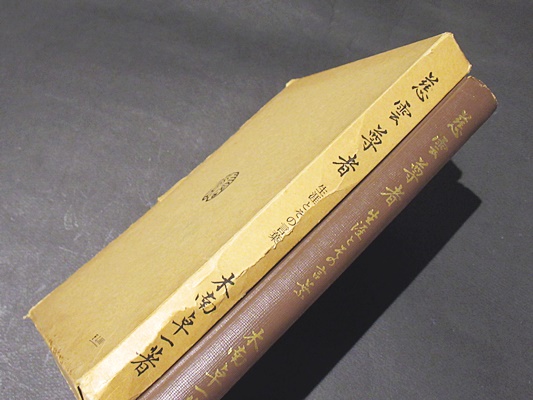 慈雲尊者
生涯とその言葉
木南卓一著
慈雲尊者 生涯とその言葉
木南卓一